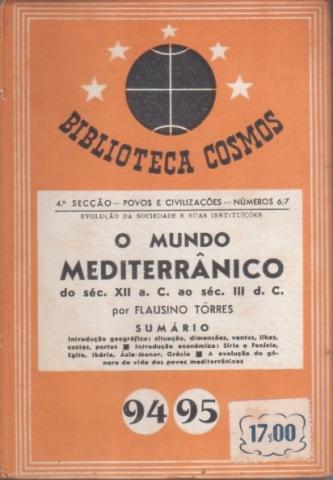 BIBLIOTECA COSMOS
4.ª SECÇÃO — POVOS E CIVILIZAÇÕES — NÚMEROS 6/7
EVOLUÇÃO DA SOCIEDADE E SUAS INSTITUIÇÕES
O MUNDO
MEDITERRÂNICO
do séc. XII a. C. ao séc. III d. C.
por FLAUSINO TÔRRES
SUMÁRIO
Introdução geográfica: situação, dimensões, ventos, ilhas,
costas, portos ■ Introdução económica: Síria e Fenícia,
Egito, Ibéria, Ásia-Menor, Grécia ■ A evolução do gé-
nero de vida dos povos mediterrânicos
94 95
17$00